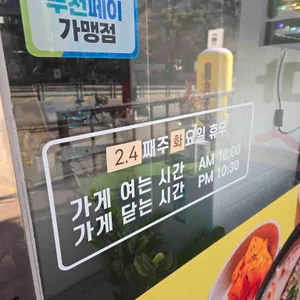 가맹점
2.4 째주 화 요일 휴무
가게 여는 시간 AM 10:00
가게 닫는 시간 PM 10:30